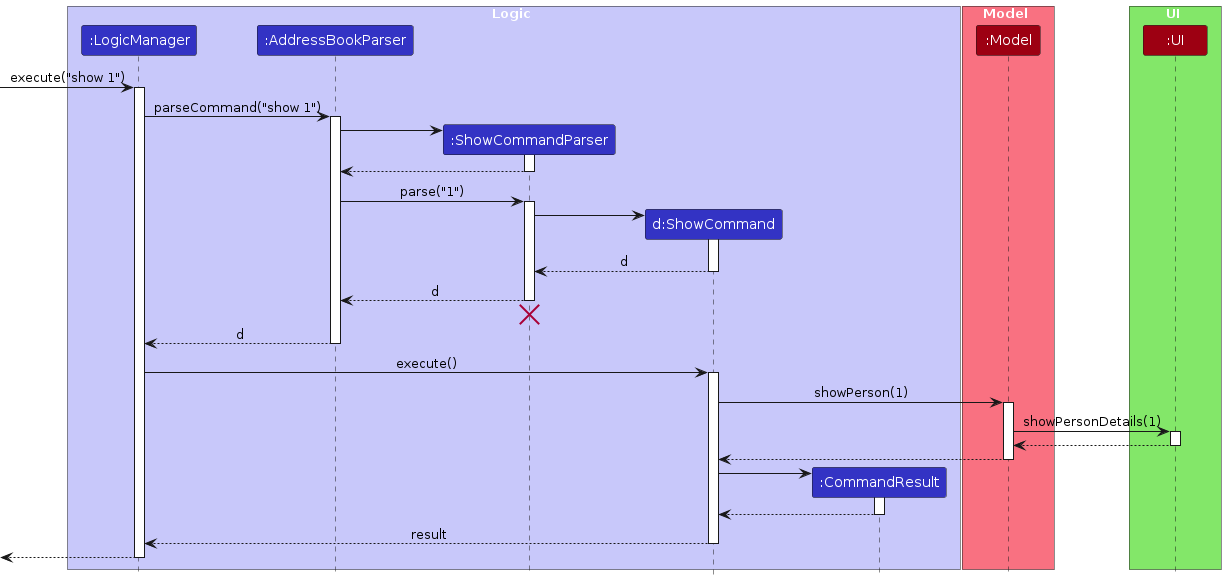 Logic
Model
UI
:LogicManager
:AddressBookParser
:Model
:UI
execute("show 1")
parseCommand("show 1")
:ShowCommandParser
parse("1")
d:ShowCommand
d
d
d
execute()
showPerson(1)
showPersonDetails(1)
:CommandResult
result